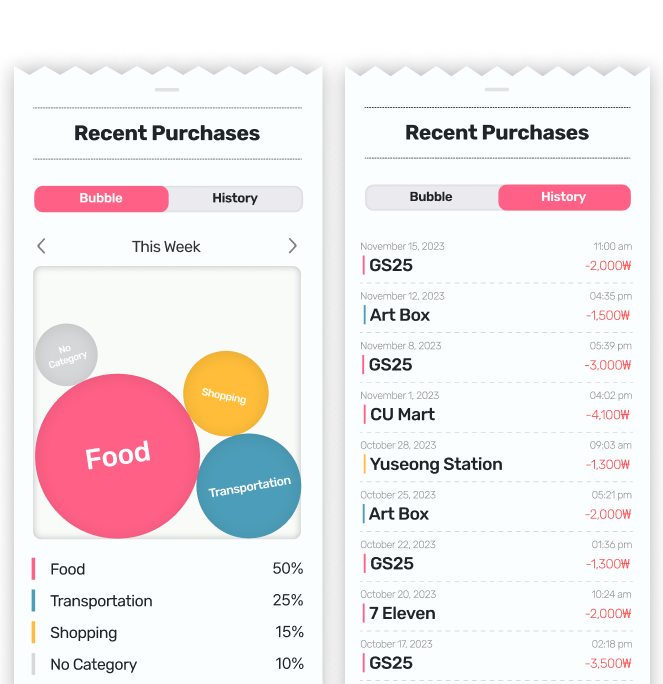 Recent Purchases
Bubble History
This Week
No
Category
Shopping
Food
Transportation
Food 50%
Transportation 25%
Shopping 15%
No Category 10%
Recent Purchases
Bubble History
November 15, 2023 11:00 am
GS25 -2,000₩
November 12, 2023 04:35 pm
Art Box -1,500₩
November 8, 2023 05:39 pm
GS25 -3,000₩
November 1, 2023 04:02 pm
CU Mart -4,100₩
October 28, 2023 09:03 am
Yuseong Station -1,300₩
October 25, 2023 05:21 pm
Art Box -2,000₩
October 22, 2023 01:36 pm
GS25 -1,300₩
October 20, 2023 10:24 am
7 Eleven -2,000₩
October 17, 2023 02:18 pm
GS25 -3,500₩